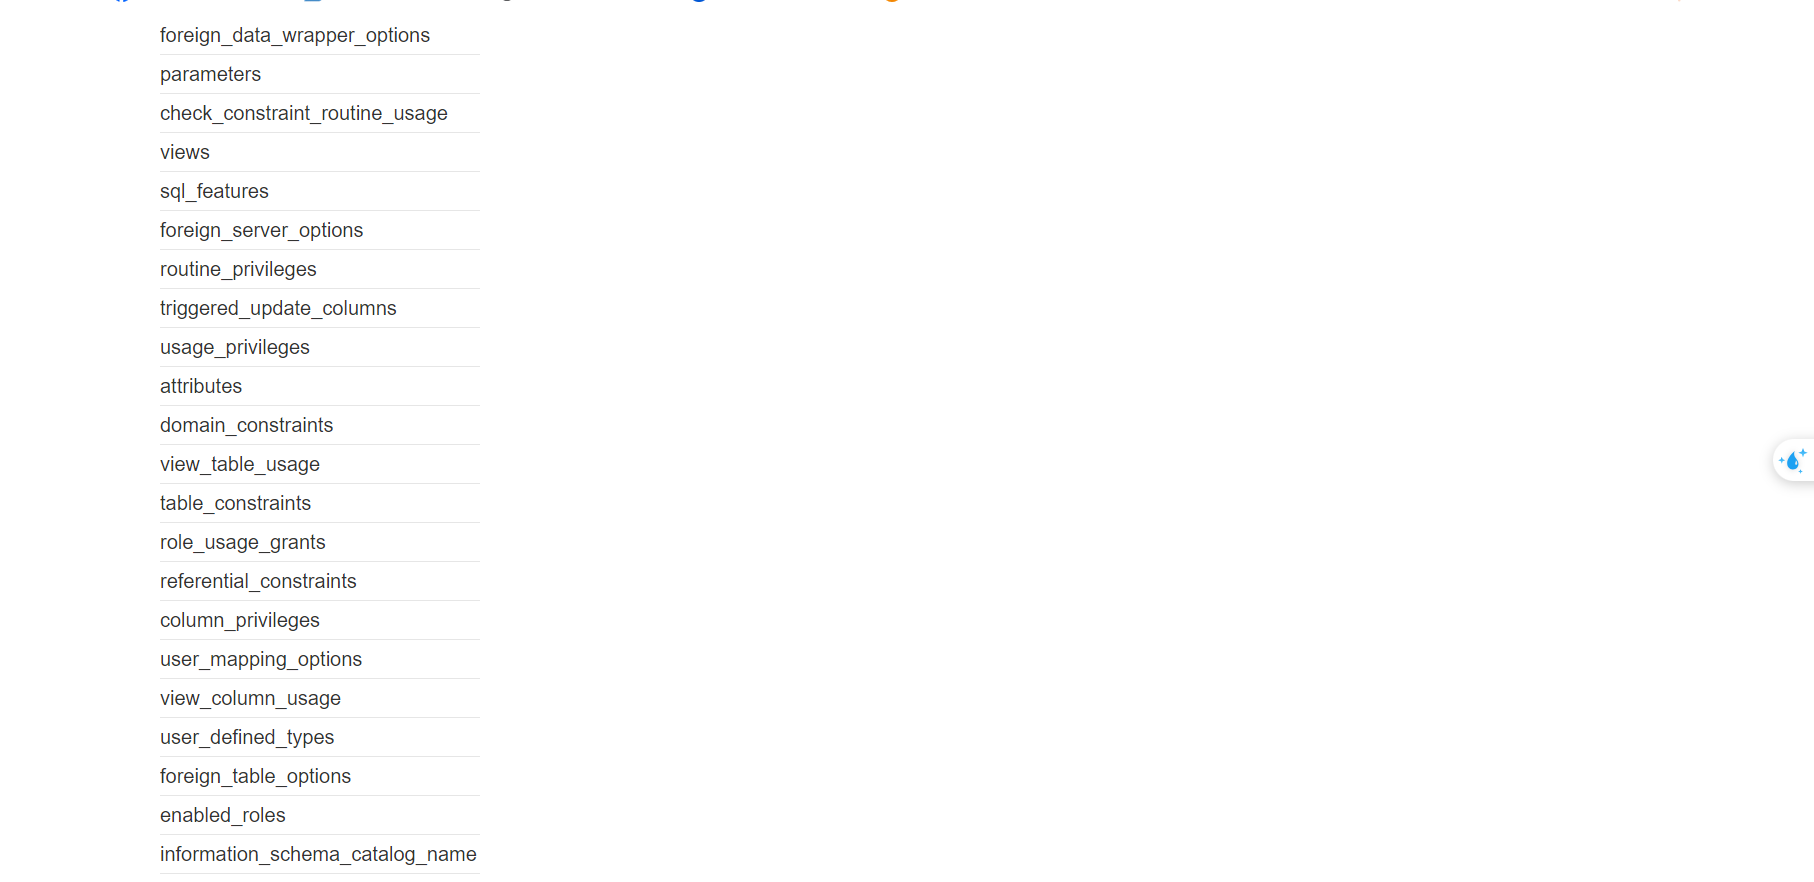 foreign_data_wrapper_options
parameters
check_constraint_routine_usage
views
sql_features
foreign_server_options
routine_privileges
triggered_update_columns
usage_privileges
attributes
domain_constraints
view_table_usage
table_constraints
role_usage_grants
referential_constraints
column_privileges
user_mapping_options
view_column_usage
user_defined_types
foreign_table_options
enabled_roles
information_schema_catalog_name